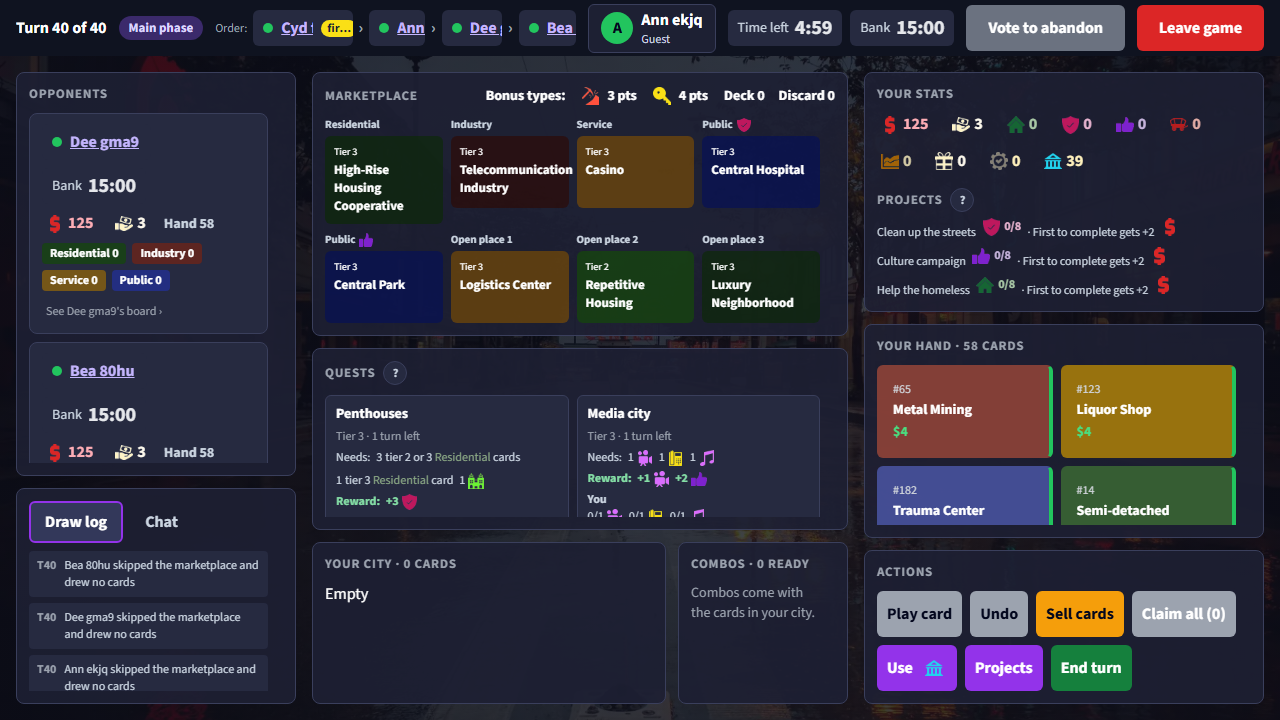 Turn 40 of 40
Main phase
Order:
Cyd
fir...
›
Ann
›
Dee
›
Bea
A
Ann ekjq
Guest
Time left 4:59
Bank 15:00
Vote to abandon
Leave game
OPPONENTS
Dee gma9
Bank 15:00
125 3 Hand 58
Residential 0 Industry 0
Service 0 Public 0
See Dee gma9's board ›
Bea 80hu
Bank 15:00
125 3 Hand 58
Draw log
Chat
T40 Bea 80hu skipped the marketplace and
drew no cards
T40 Dee gma9 skipped the marketplace
and drew no cards
T40 Ann ekjq skipped the marketplace and
drew no cards
MARKETPLACE
Bonus types: 3 pts 4 pts Deck 0 Discard 0
Residential
Tier 3
High-Rise
Housing
Cooperative
Industry
Tier 3
Telecommunication
Industry
Service
Tier 3
Casino
Public
Tier 3
Central Hospital
Public
Tier 3
Central Park
Open place 1
Tier 3
Logistics Center
Open place 2
Tier 2
Repetitive
Housing
Open place 3
Tier 3
Luxury
Neighborhood
QUESTS ?
Penthouses
Tier 3 · 1 turn left
Needs: 3 tier 2 or 3 Residential cards
1 tier 3 Residential card 1
Reward: +3
Media city
Tier 3 · 1 turn left
Needs: 1 1 1
Reward: +1 +2
You
0/1 0/1 0/1
YOUR CITY · 0 CARDS
Empty
COMBOS · 0 READY
Combos come with
the cards in your city.
YOUR STATS
125 3 0 0 0 0
0 0 0 39
PROJECTS ?
Clean up the streets 0/8 · First to complete gets +2
Culture campaign 0/8 · First to complete gets +2
Help the homeless 0/8 · First to complete gets +2
YOUR HAND · 58 CARDS
#65
Metal Mining
$4
#123
Liquor Shop
$4
#182
Trauma Center
#14
Semi-detached
ACTIONS
Play card
Undo
Sell cards
Claim all (0)
Use
Projects
End turn